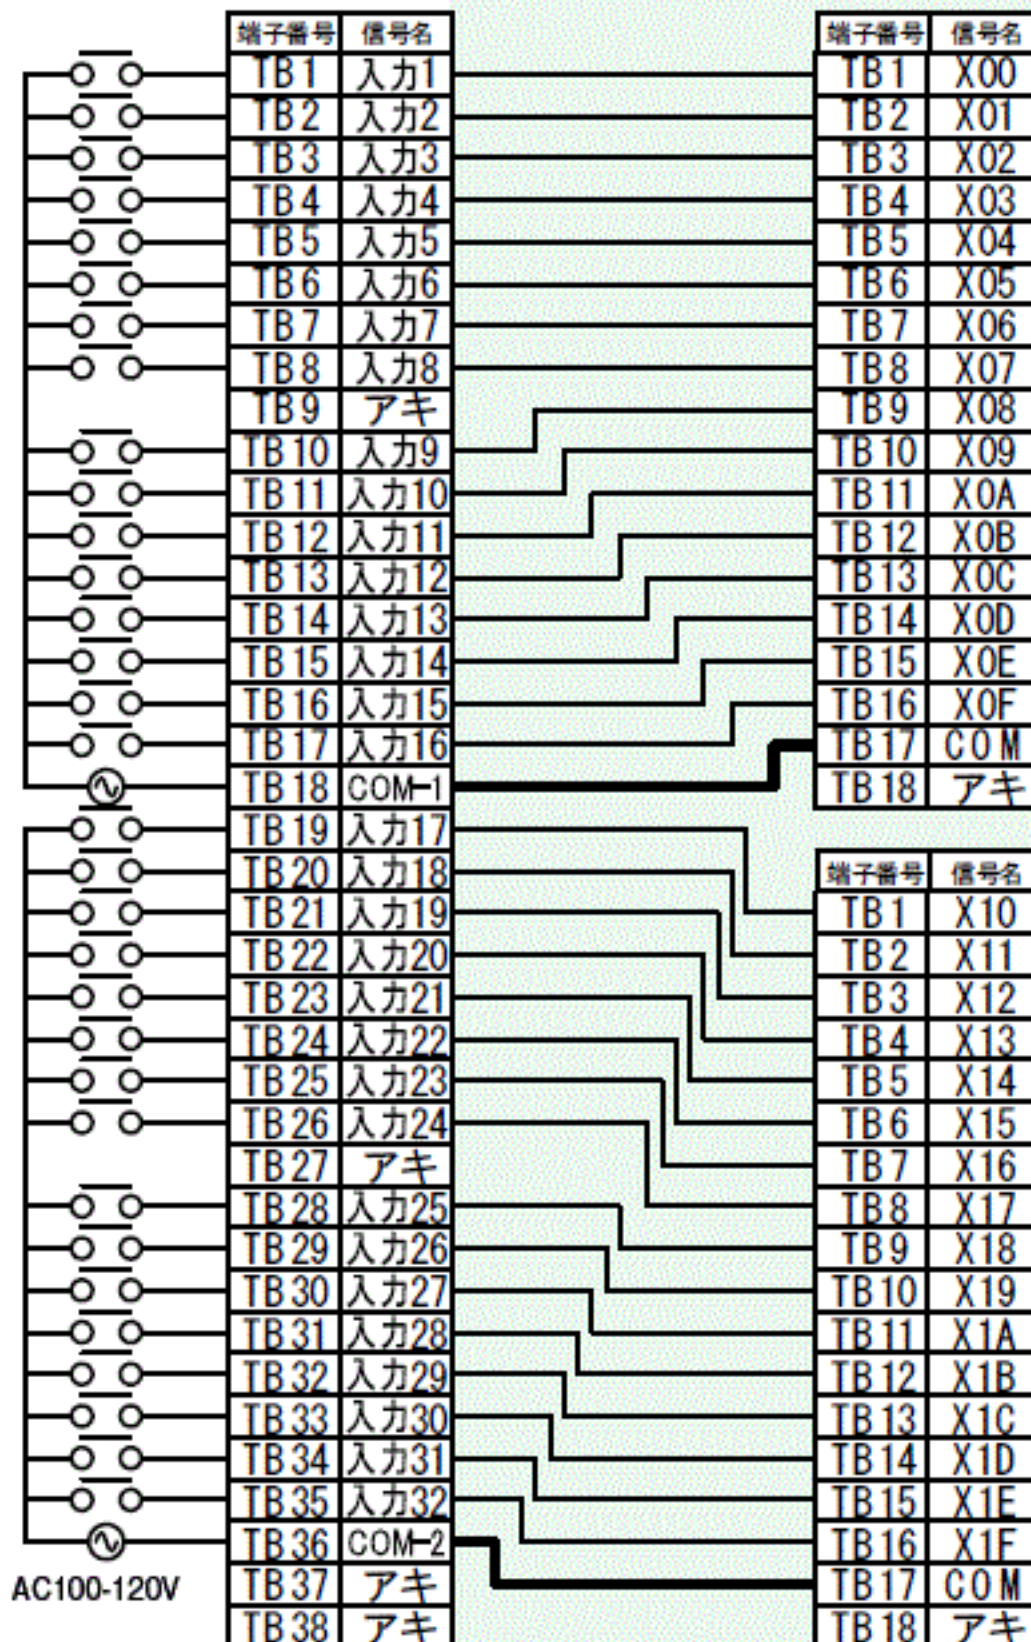 端子番号 信号名 端子番号 信号名
TB1 入力1 TB1 X00
TB2 入力2 TB2 X01
TB3 入力3 TB3 X02
TB4 入力4 TB4 X03
TB5 入力5 TB5 X04
TB6 入力6 TB6 X05
TB7 入力7 TB7 X06
TB8 入力8 TB8 X07
TB9 アキ TB9 X08
TB10 入力9 TB10 X09
TB11 入力10 TB11 X0A
TB12 入力11 TB12 X0B
TB13 入力12 TB13 X0C
TB14 入力13 TB14 X0D
TB15 入力14 TB15 X0E
TB16 入力15 TB16 X0F
TB17 入力16 TB17 COM
TB18 COM-1 TB18 アキ
TB19 入力17
TB20 入力18 端子番号 信号名
TB21 入力19 TB1 X10
TB22 入力20 TB2 X11
TB23 入力21 TB3 X12
TB24 入力22 TB4 X13
TB25 入力23 TB5 X14
TB26 入力24 TB6 X15
TB27 アキ TB7 X16
TB28 入力25 TB8 X17
TB29 入力26 TB9 X18
TB30 入力27 TB10 X19
TB31 入力28 TB11 X1A
TB32 入力29 TB12 X1B
TB33 入力30 TB13 X1C
TB34 入力31 TB14 X1D
TB35 入力32 TB15 X1E
TB36 COM-2 TB16 X1F
AC100-120V TB37 アキ TB17 COM
TB38 アキ TB18 アキ